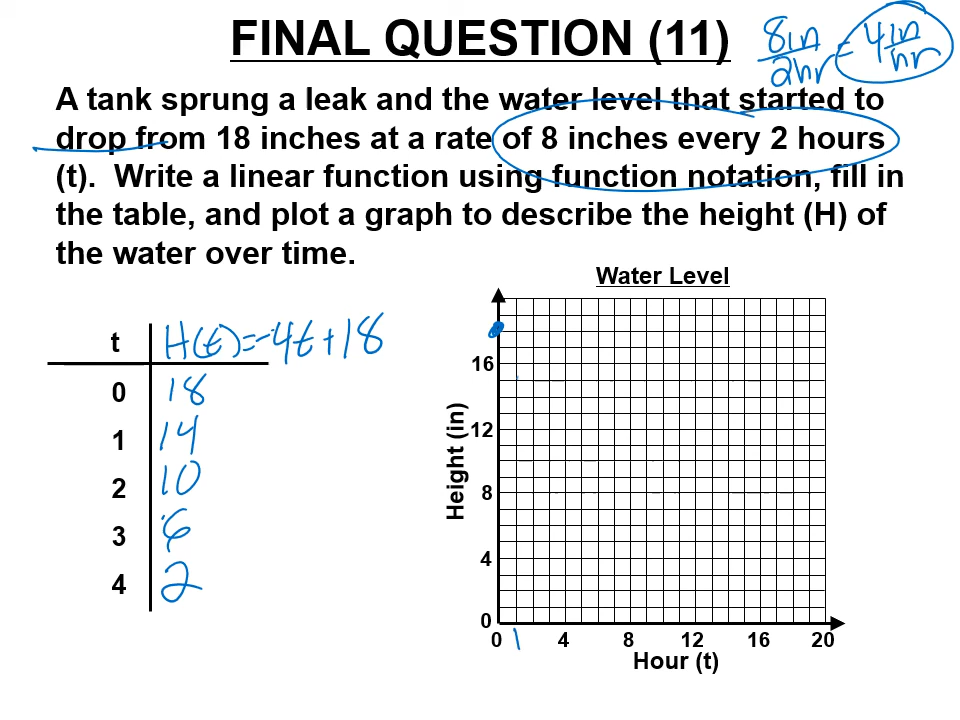 FINAL QUESTION (11)
8in/2hr = 4 in/hr
A tank sprung a leak and the water level that started to
drop from 18 inches at a rate of 8 inches every 2 hours
(t). Write a linear function using function notation, fill in
the table, and plot a graph to describe the height (H) of
the water over time.
t H(t)=-4t+18
0 18
1 14
2 10
3 6
4 2
Water Level
Height (in)
16
12
8
4
0
0 1 4 8 12 16 20
Hour (t)